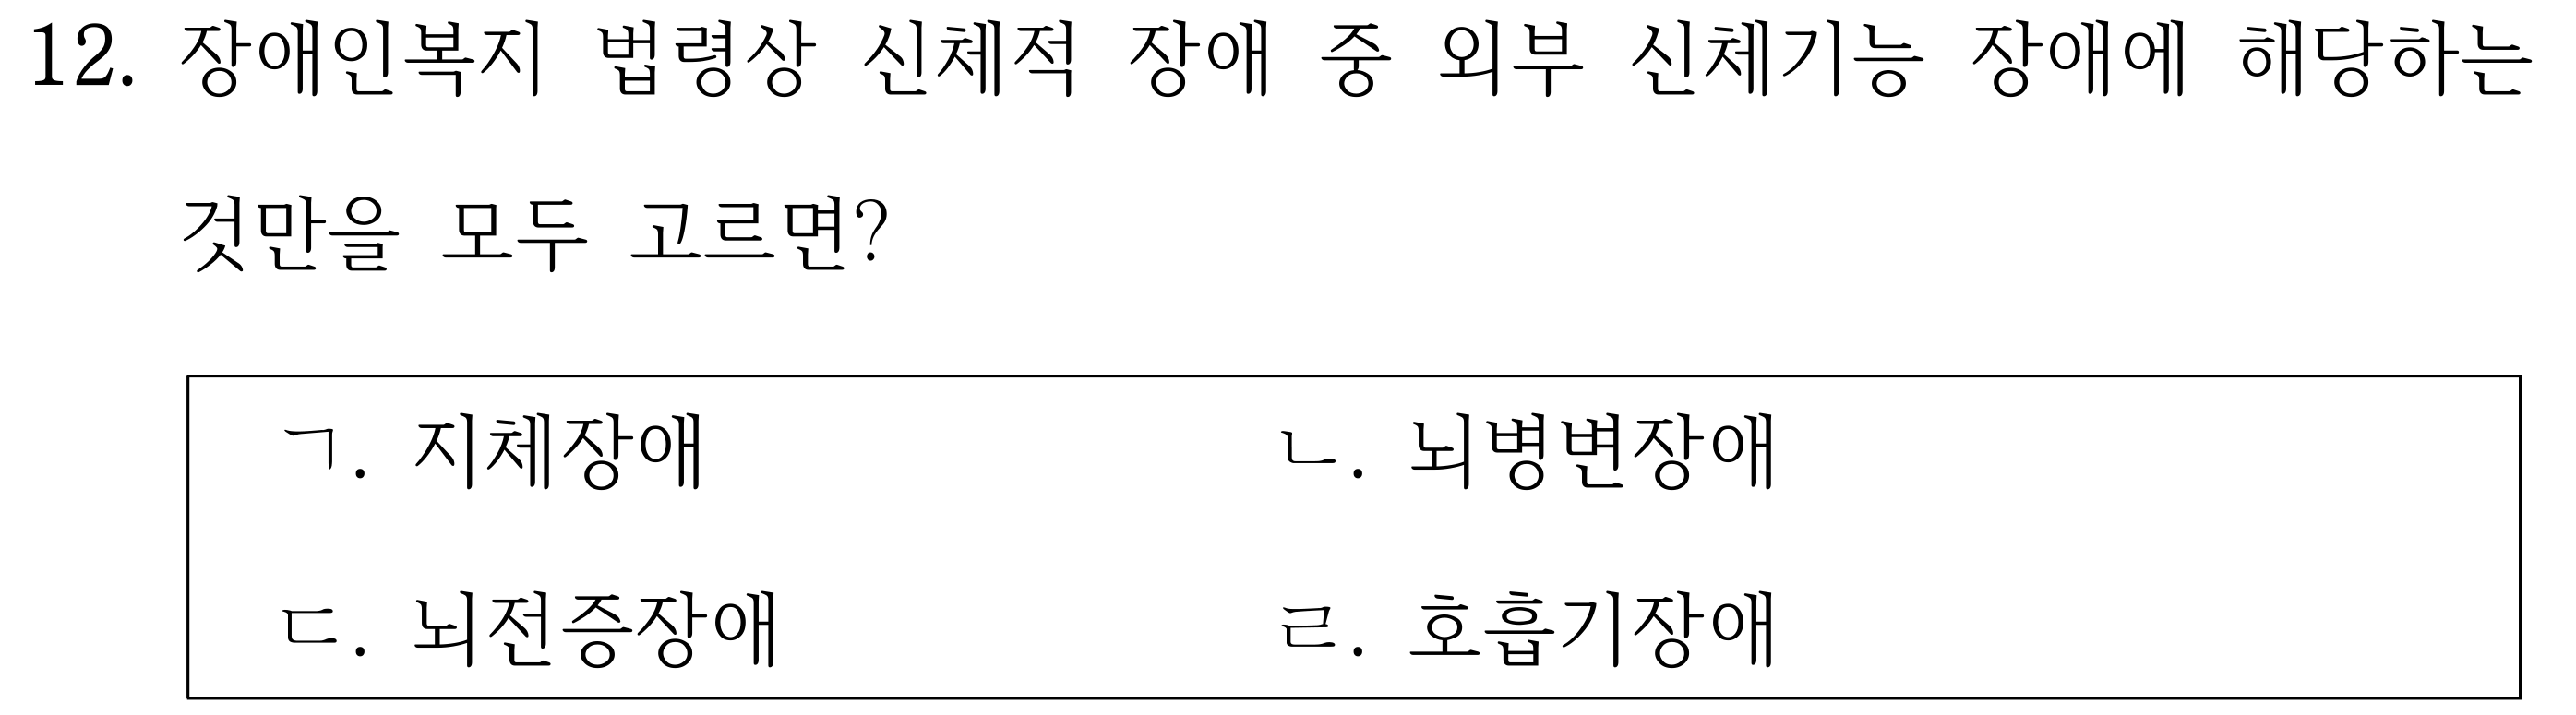 12. 장애인복지 법령상 신체적 장애 중 외부 신체기능 장애에 해당하는
것만을 모두 고르면?
ㄱ. 지체장애 ㄴ. 뇌병변장애
ㄷ. 뇌전증장애 ㄹ. 호흡기장애